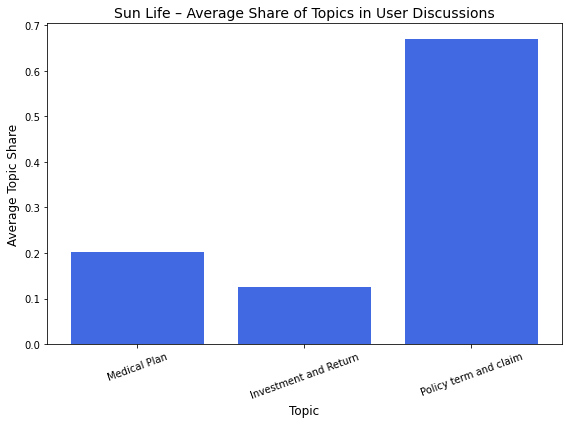 Sun Life – Average Share of Topics in User Discussions
Average Topic Share
0.7
0.6
0.5
0.4
0.3
0.2
0.1
0.0
Medical Plan
Investment and Return
Policy term and claim
Topic